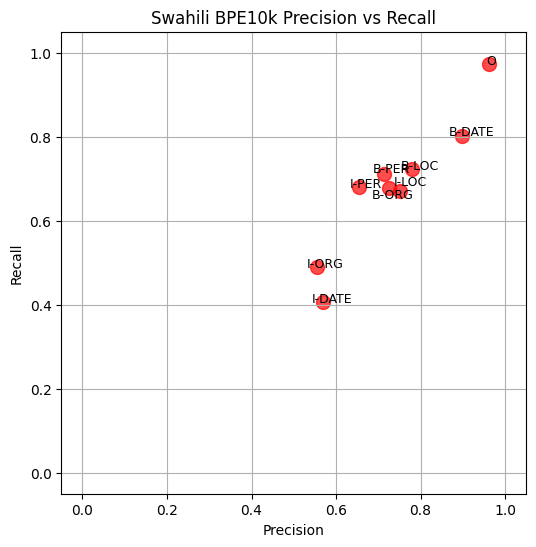 Swahili BPE10k Precision vs Recall
1.0
O
B-DATE
0.8
B-PER
B-LOC
I-PER
I-LOC
B-ORG
0.6
I-ORG
I-DATE
0.4
0.2
0.0
Recall
0.0 0.2 0.4 0.6 0.8 1.0
Precision